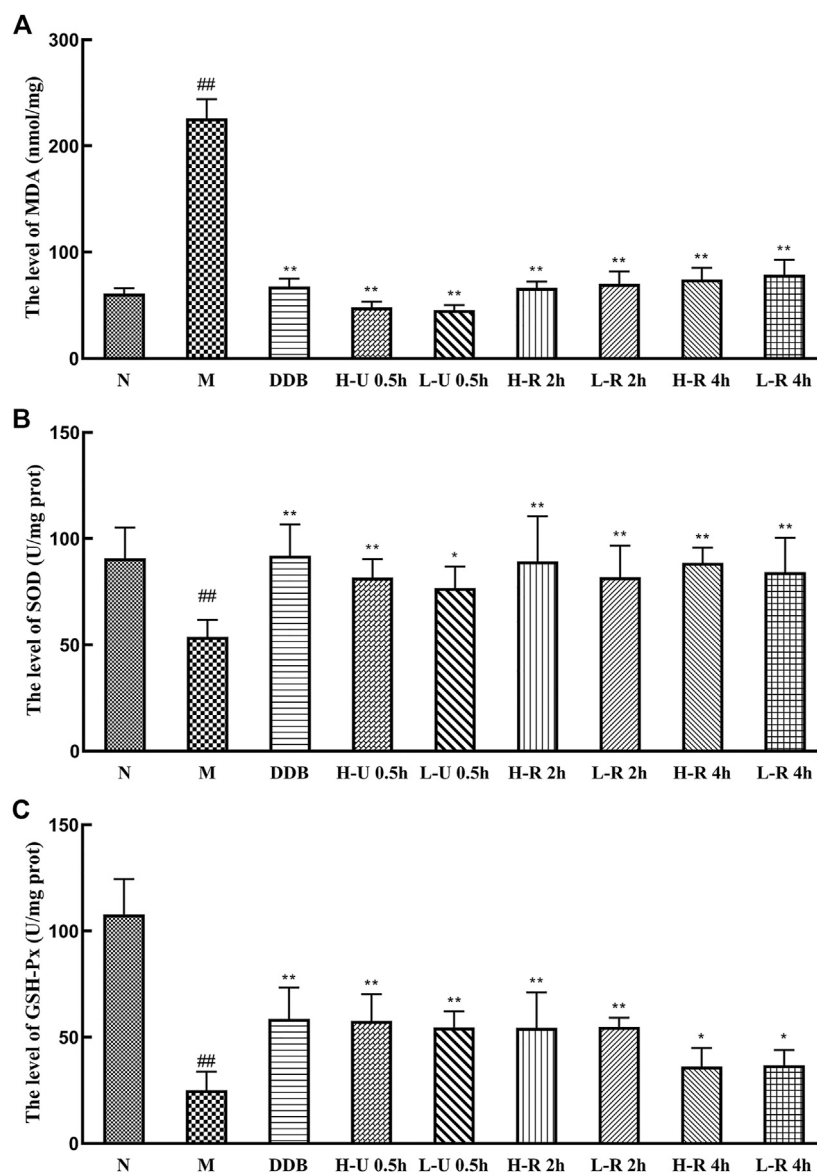 A
The level of MDA (nmol/mg)
300
200
100
0
##
** ** ** ** ** ** **
N M DDB H-U 0.5h L-U 0.5h H-R 2h L-R 2h H-R 4h L-R 4h
B
The level of SOD (U/mg prot)
150
100
50
0
##
** ** * ** ** ** **
N M DDB H-U 0.5h L-U 0.5h H-R 2h L-R 2h H-R 4h L-R 4h
C
The level of GSH-Px (U/mg prot)
150
100
50
0
##
** ** ** ** ** * *
N M DDB H-U 0.5h L-U 0.5h H-R 2h L-R 2h H-R 4h L-R 4h